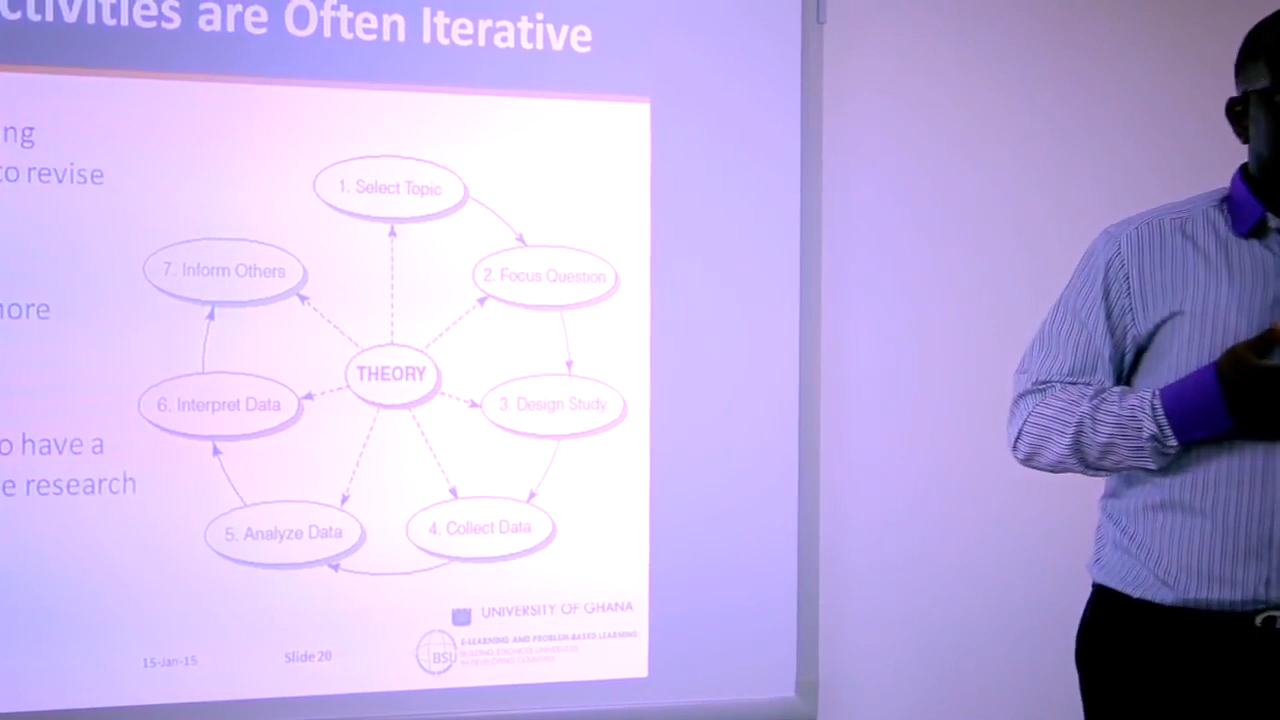 ctivities are Often Iterative
ng
to revise
nore
o have a
e research
1. Select Topic
2. Focus Question
3. Design Study
4. Collect Data
5. Analyze Data
6. Interpret Data
7. Inform Others
THEORY
UNIVERSITY OF GHANA
E-LEARNING AND PROBLEM-BASED LEARNING
BUILDING STRONGER UNIVERSITIES
IN DEVELOPING COUNTRIES
BSU
15-Jan-15
Slide 20